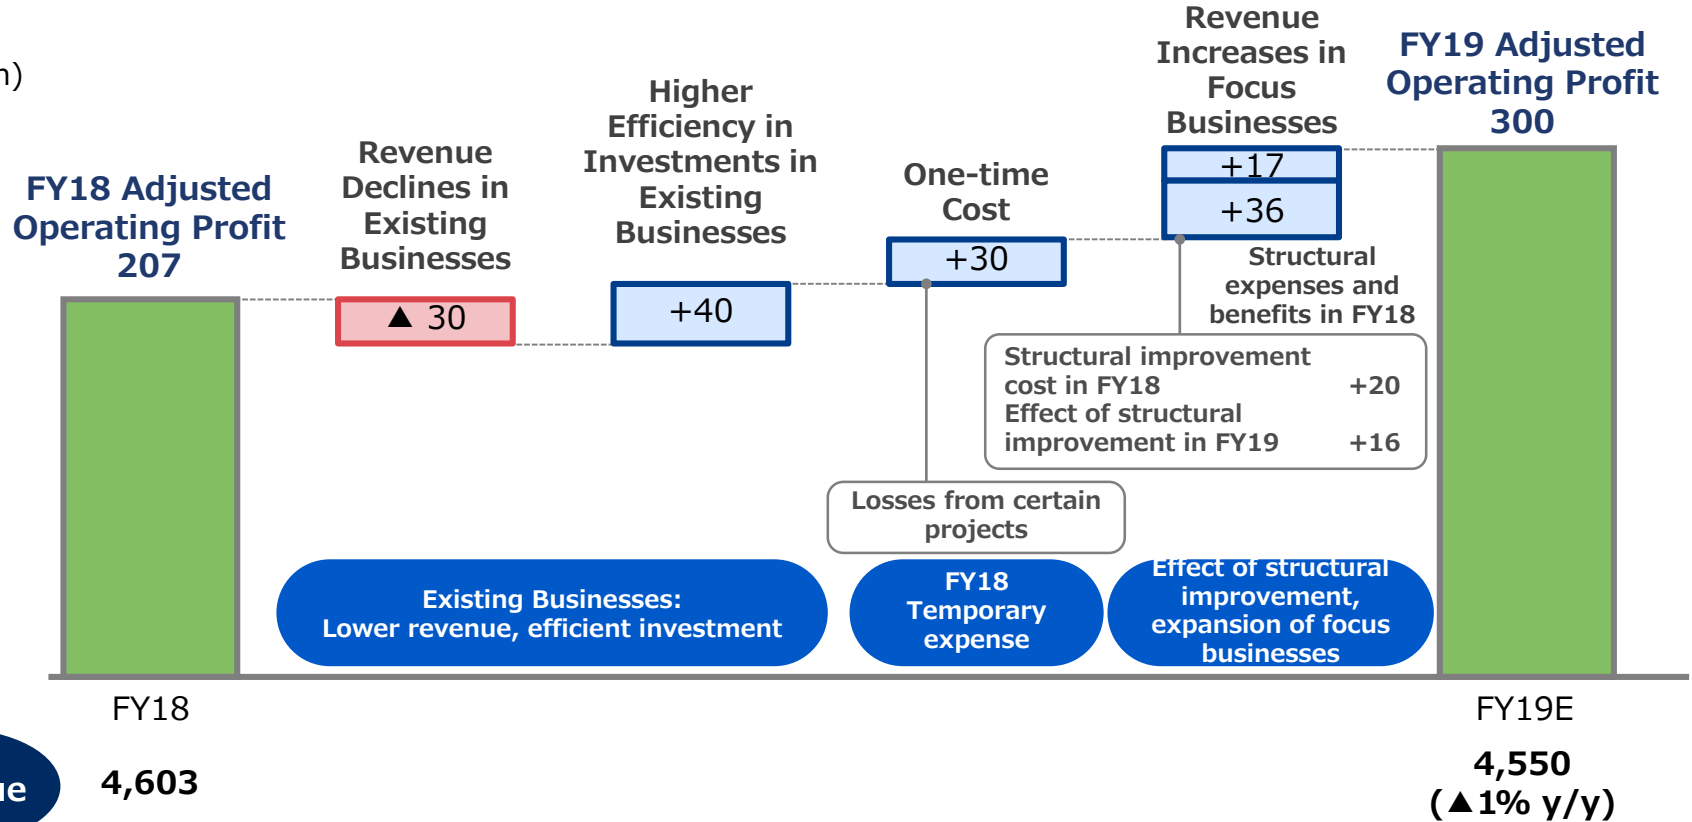 FY18 Adjusted
Operating Profit
207
Revenue
Declines in
Existing
Businesses
▲ 30
Higher
Efficiency in
Investments in
Existing
Businesses
+40
One-time
Cost
+30
Revenue
Increases in
Focus
Businesses
+17
+36
FY19 Adjusted
Operating Profit
300
Structural
expenses and
benefits in FY18
Structural improvement
cost in FY18 +20
Effect of structural
improvement in FY19 +16
Losses from certain
projects
Existing Businesses:
Lower revenue, efficient investment
FY18
Temporary
expense
Effect of structural
improvement,
expansion of focus
businesses
FY18
FY19E
4,603
4,550
(▲1% y/y)